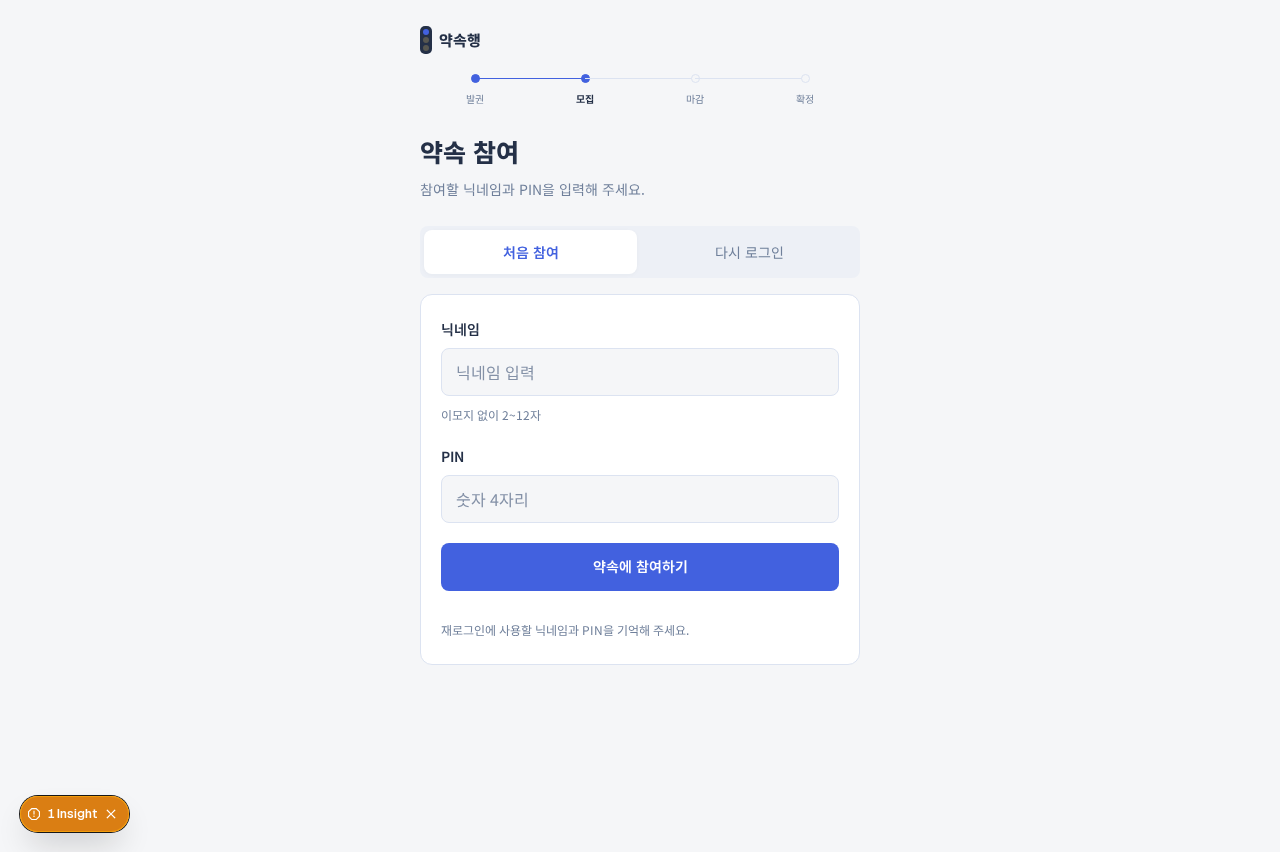 약속행
발권 모집 마감 확정
약속 참여
참여할 닉네임과 PIN을 입력해 주세요.
처음 참여 다시 로그인
닉네임
닉네임 입력
이모지 없이 2~12자
PIN
숫자 4자리
약속에 참여하기
재로그인에 사용할 닉네임과 PIN을 기억해 주세요.
1 Insight